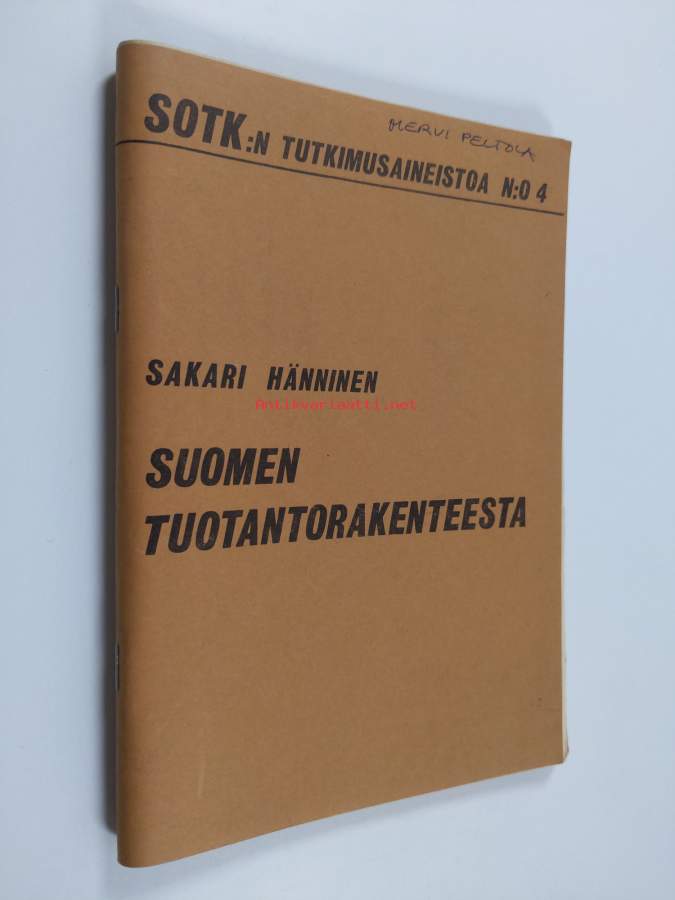 MERVI PELTOLA
SOTK:N TUTKIMUSAINEISTOA N:O 4
SAKARI HÄNNINEN
Antikvariaatti.net
SUOMEN
TUOTANTORAKENTEESTA